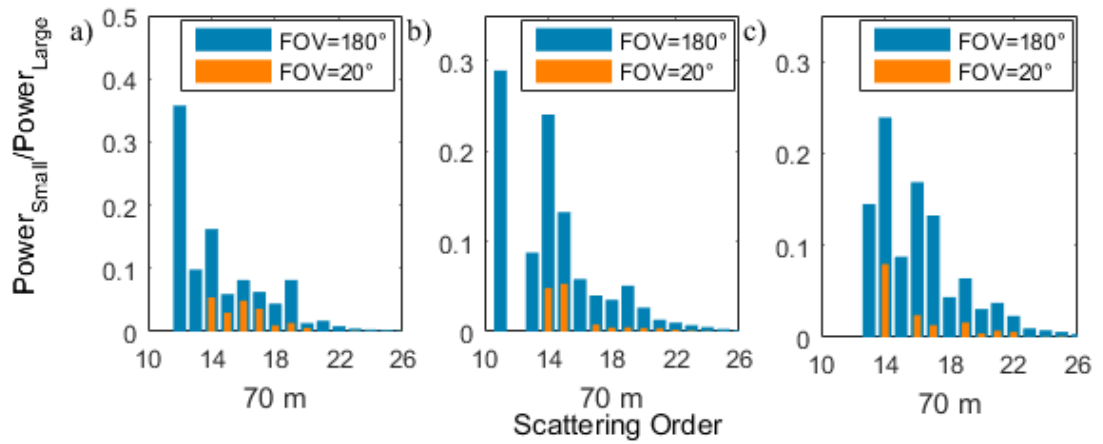 a)
FOV=180°
FOV=20°
0.5
0.4
0.3
0.2
0.1
0
10 14 18 22 26
70 m
b)
FOV=180°
FOV=20°
0.3
0.2
0.1
0
10 14 18 22 26
70 m
c)
FOV=180°
FOV=20°
0.3
0.2
0.1
0
10 14 18 22 26
70 m
Power_Small/Power_Large
Scattering Order